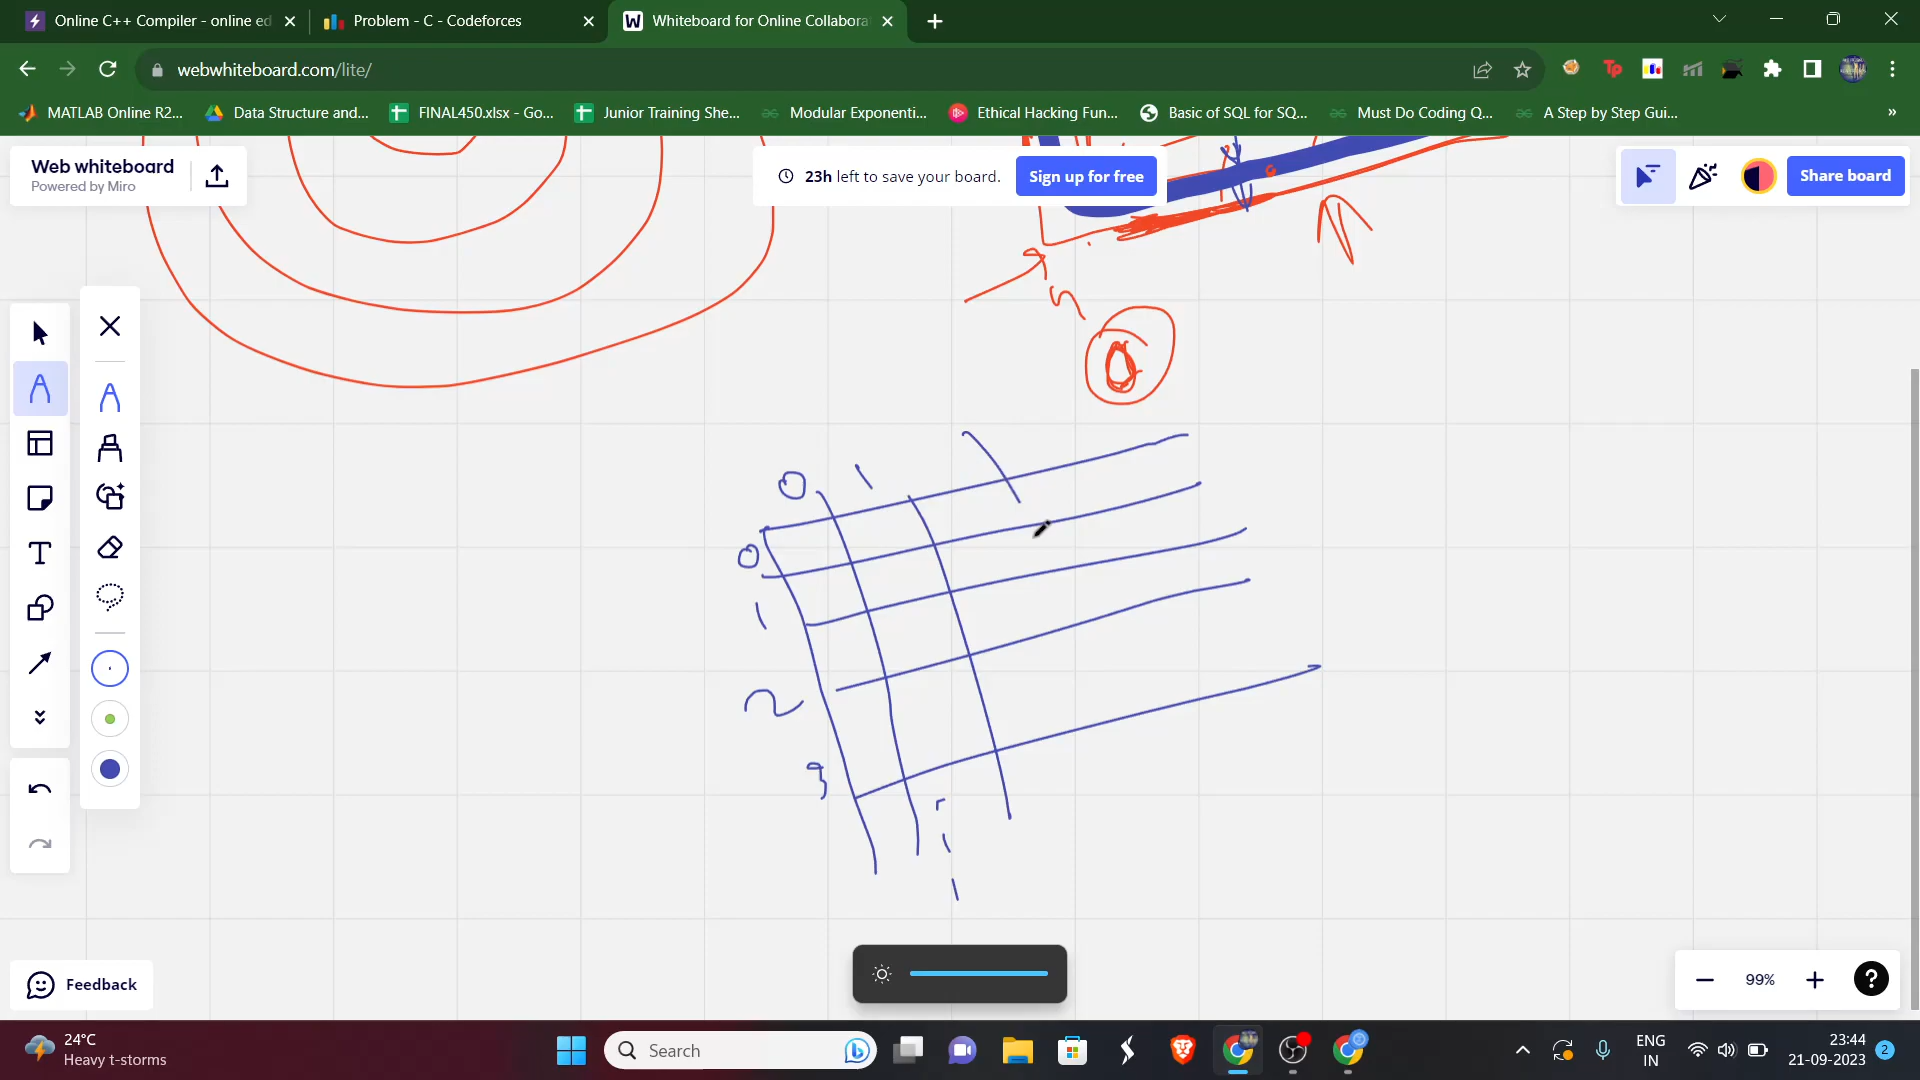 Online C++ Compiler - online ed
Problem - C - Codeforces
Whiteboard for Online Collabora
webwhiteboard.com/lite/
MATLAB Online R2...
Data Structure and...
FINAL450.xlsx - Go...
Junior Training She...
Modular Exponenti...
Ethical Hacking Fun...
Basic of SQL for SQ...
Must Do Coding Q...
A Step by Step Gui...
»
Web whiteboard
Powered by Miro
23h left to save your board.
Sign up for free
Share board
0
0 1
0
1
2
3
Feedback
99%
24°C
Heavy t-storms
Search
ENG
IN
23:44
21-09-2023
2